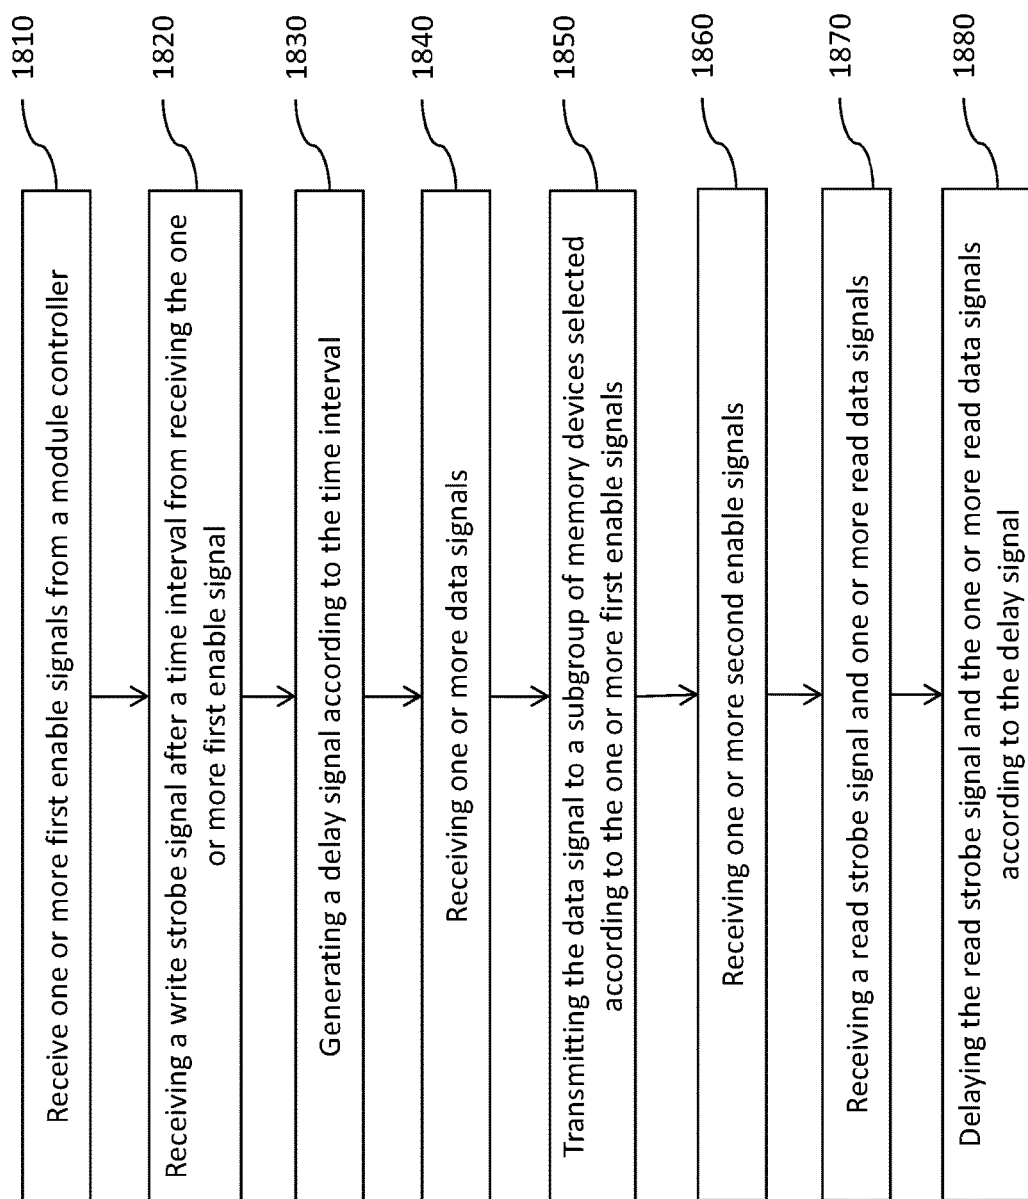 Receive one or more first enable signals from a module controller
1810
Receiving a write strobe signal after a time interval from receiving the one
or more first enable signal
1820
Generating a delay signal according to the time interval
1830
Receiving one or more data signals
1840
Transmitting the data signal to a subgroup of memory devices selected
according to the one or more first enable signals
1850
Receiving one or more second enable signals
1860
Receiving a read strobe signal and one or more read data signals
1870
Delaying the read strobe signal and the one or more read data signals
according to the delay signal
1880